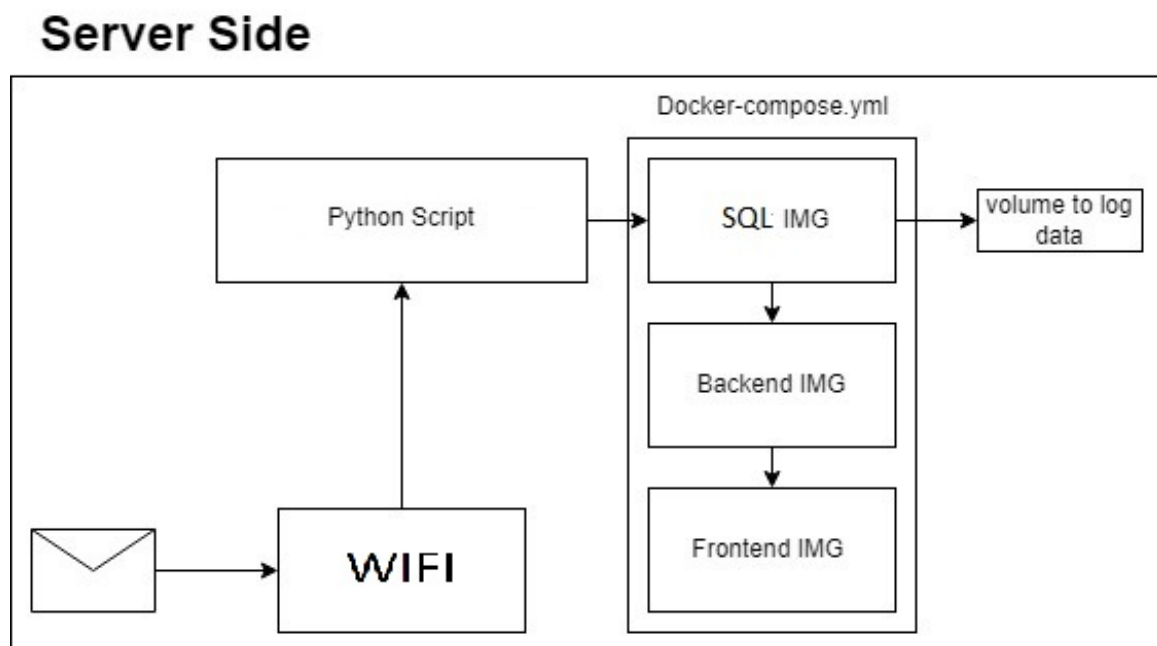 Server Side
Docker-compose.yml
Python Script
SQL IMG
volume to log
data
Backend IMG
Frontend IMG
WIFI